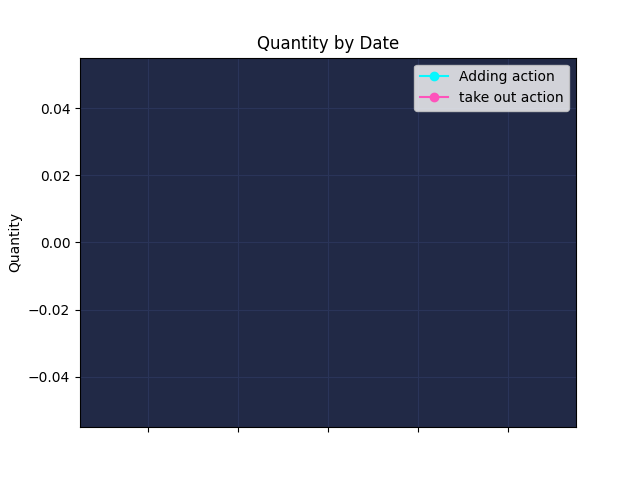 Quantity by Date
Adding action
take out action
0.04
0.02
0.00
−0.02
−0.04
Quantity